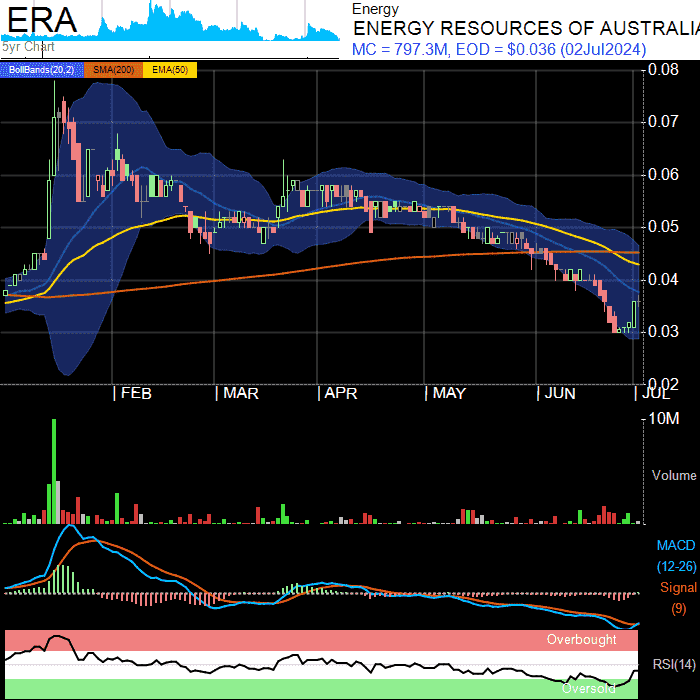 ERA
5yr Chart
Energy
ENERGY RESOURCES OF AUSTRALIA
MC = 797.3M, EOD = $0.036 (02Jul2024)
BollBands(20,2) SMA(200) EMA(50)
0.08
0.07
0.06
0.05
0.04
0.03
0.02
FEB MAR APR MAY JUN JUL
10M
Volume
MACD
(12-26)
Signal
(9)
Overbought
RSI(14)
Oversold